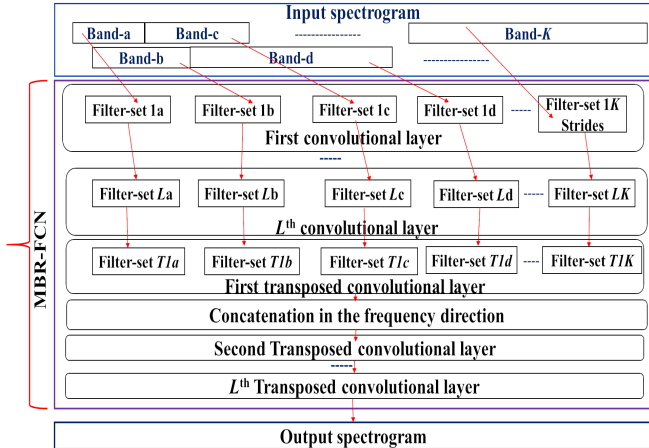 Input spectrogram
Band-a Band-c Band-K
Band-b Band-d
MBR-FCN
Filter-set 1a Filter-set 1b Filter-set 1c Filter-set 1d Filter-set 1K Strides
First convolutional layer
Filter-set La Filter-set Lb Filter-set Lc Filter-set Ld Filter-set LK
Lth convolutional layer
Filter-set T1a Filter-set T1b Filter-set T1c Filter-set T1d Filter-set T1K
First transposed convolutional layer
Concatenation in the frequency direction
Second Transposed convolutional layer
Lth Transposed convolutional layer
Output spectrogram